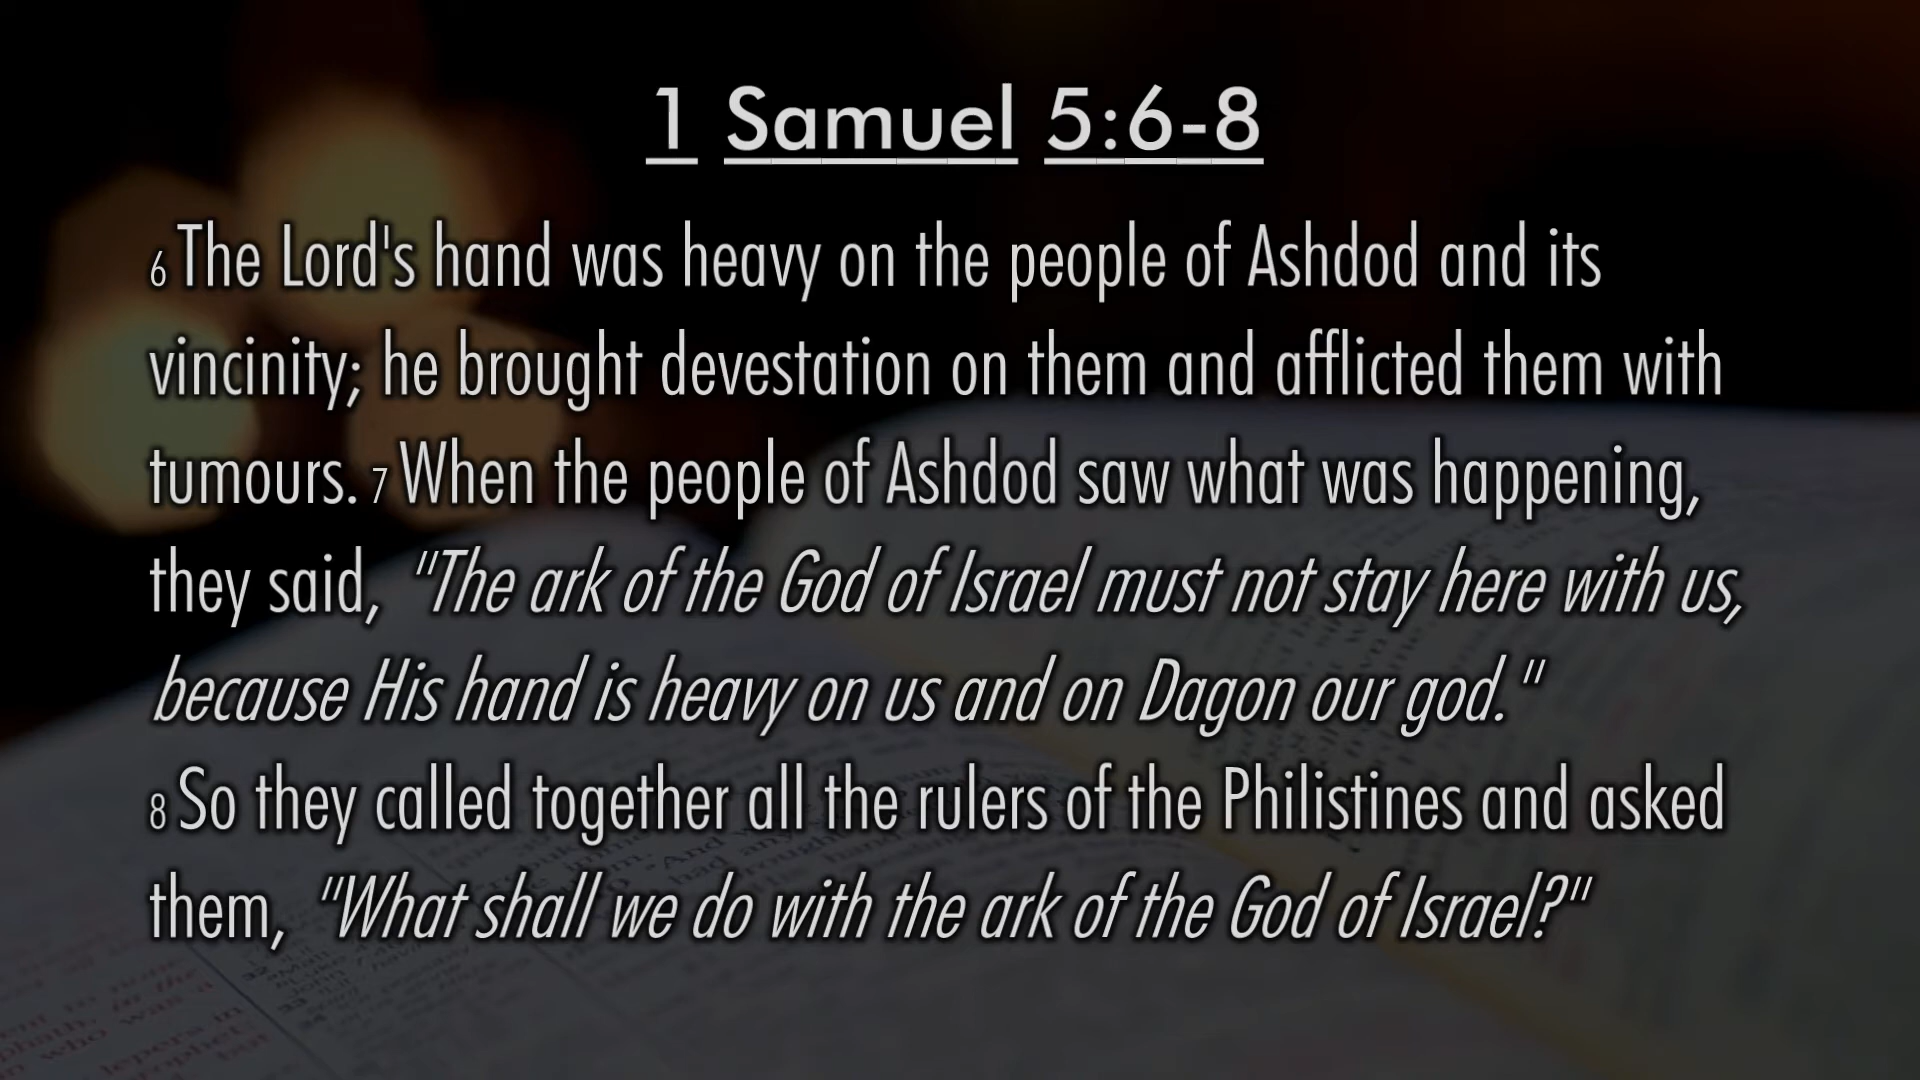 1 Samuel 5:6-8
6 The Lord's hand was heavy on the people of Ashdod and its
vincinity; he brought devestation on them and afflicted them with
tumours. 7 When the people of Ashdod saw what was happening,
they said, "The ark of the God of Israel must not stay here with us,
because His hand is heavy on us and on Dagon our god."
8 So they called together all the rulers of the Philistines and asked
them, "What shall we do with the ark of the God of Israel?"